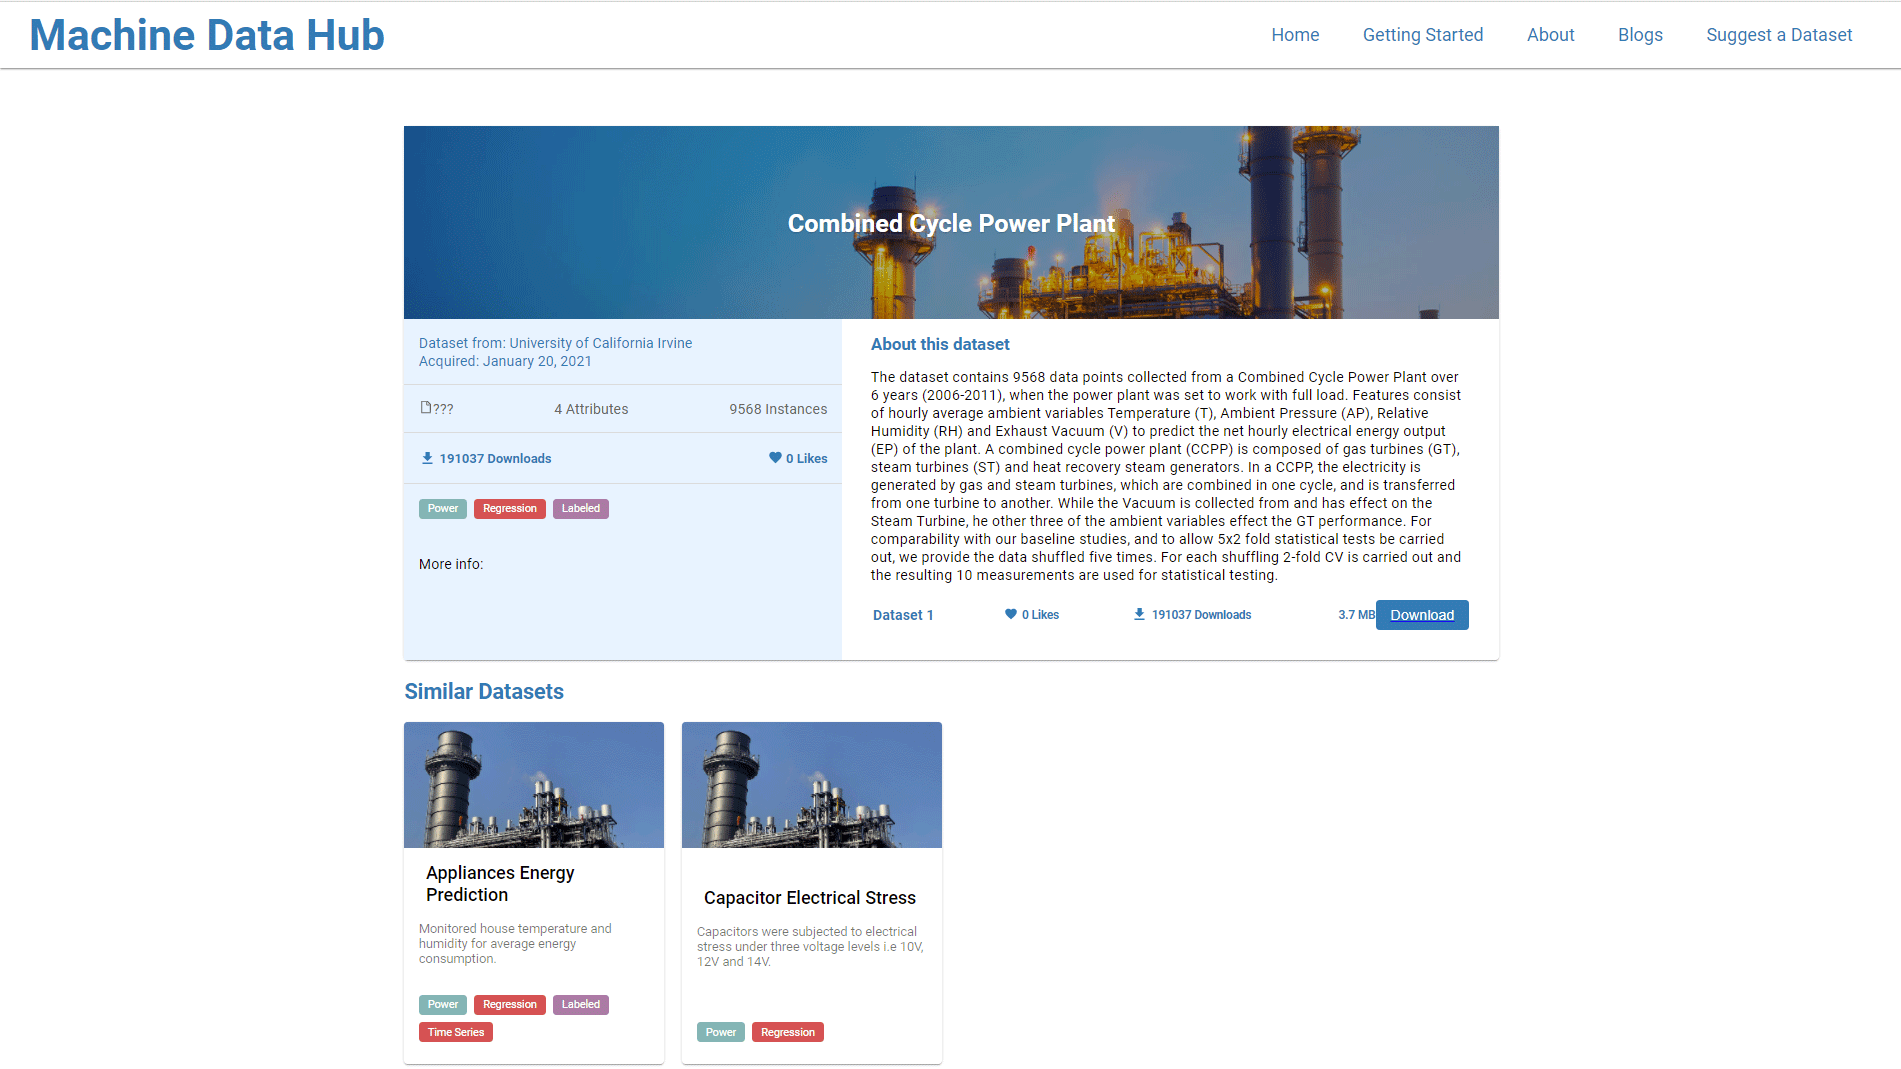 Machine Data Hub
Home Getting Started About Blogs Suggest a Dataset
Combined Cycle Power Plant
Dataset from: University of California Irvine
Acquired: January 20, 2021
??? 4 Attributes 9568 Instances
191037 Downloads 0 Likes
Power Regression Labeled
More info:
About this dataset
The dataset contains 9568 data points collected from a Combined Cycle Power Plant over
6 years (2006-2011), when the power plant was set to work with full load. Features consist
of hourly average ambient variables Temperature (T), Ambient Pressure (AP), Relative
Humidity (RH) and Exhaust Vacuum (V) to predict the net hourly electrical energy output
(EP) of the plant. A combined cycle power plant (CCPP) is composed of gas turbines (GT),
steam turbines (ST) and heat recovery steam generators. In a CCPP, the electricity is
generated by gas and steam turbines, which are combined in one cycle, and is transferred
from one turbine to another. While the Vacuum is collected from and has effect on the
Steam Turbine, he other three of the ambient variables effect the GT performance. For
comparability with our baseline studies, and to allow 5x2 fold statistical tests be carried
out, we provide the data shuffled five times. For each shuffling 2-fold CV is carried out and
the resulting 10 measurements are used for statistical testing.
Dataset 1 0 Likes 191037 Downloads 3.7 MB Download
Similar Datasets
Appliances Energy
Prediction
Monitored house temperature and
humidity for average energy
consumption.
Power Regression Labeled
Time Series
Capacitor Electrical Stress
Capacitors were subjected to electrical
stress under three voltage levels i.e 10V,
12V and 14V.
Power Regression